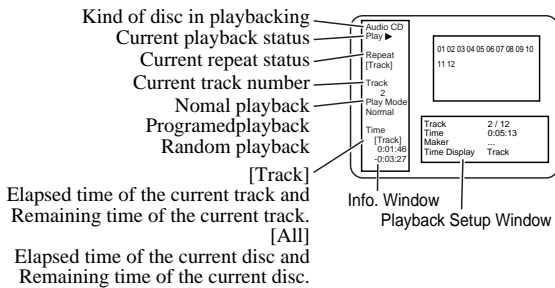 Kind of disc in playbacking
Current playback status
Current repeat status
Current track number
Nomal playback
Programedplayback
Random playback
[Track]
Elapsed time of the current track and
Remaining time of the current track.
[All]
Elapsed time of the current disc and
Remaining time of the current disc.
Audio CD
Play ▶
Repeat
[Track]
Track
2
Play Mode
Normal
Time
[Track]
0:01:46
-0:03:27
01 02 03 04 05 06 07 08 09 10
11 12
Track 2 / 12
Time 0:05:13
Maker ...
Time Display Track
Info. Window
Playback Setup Window